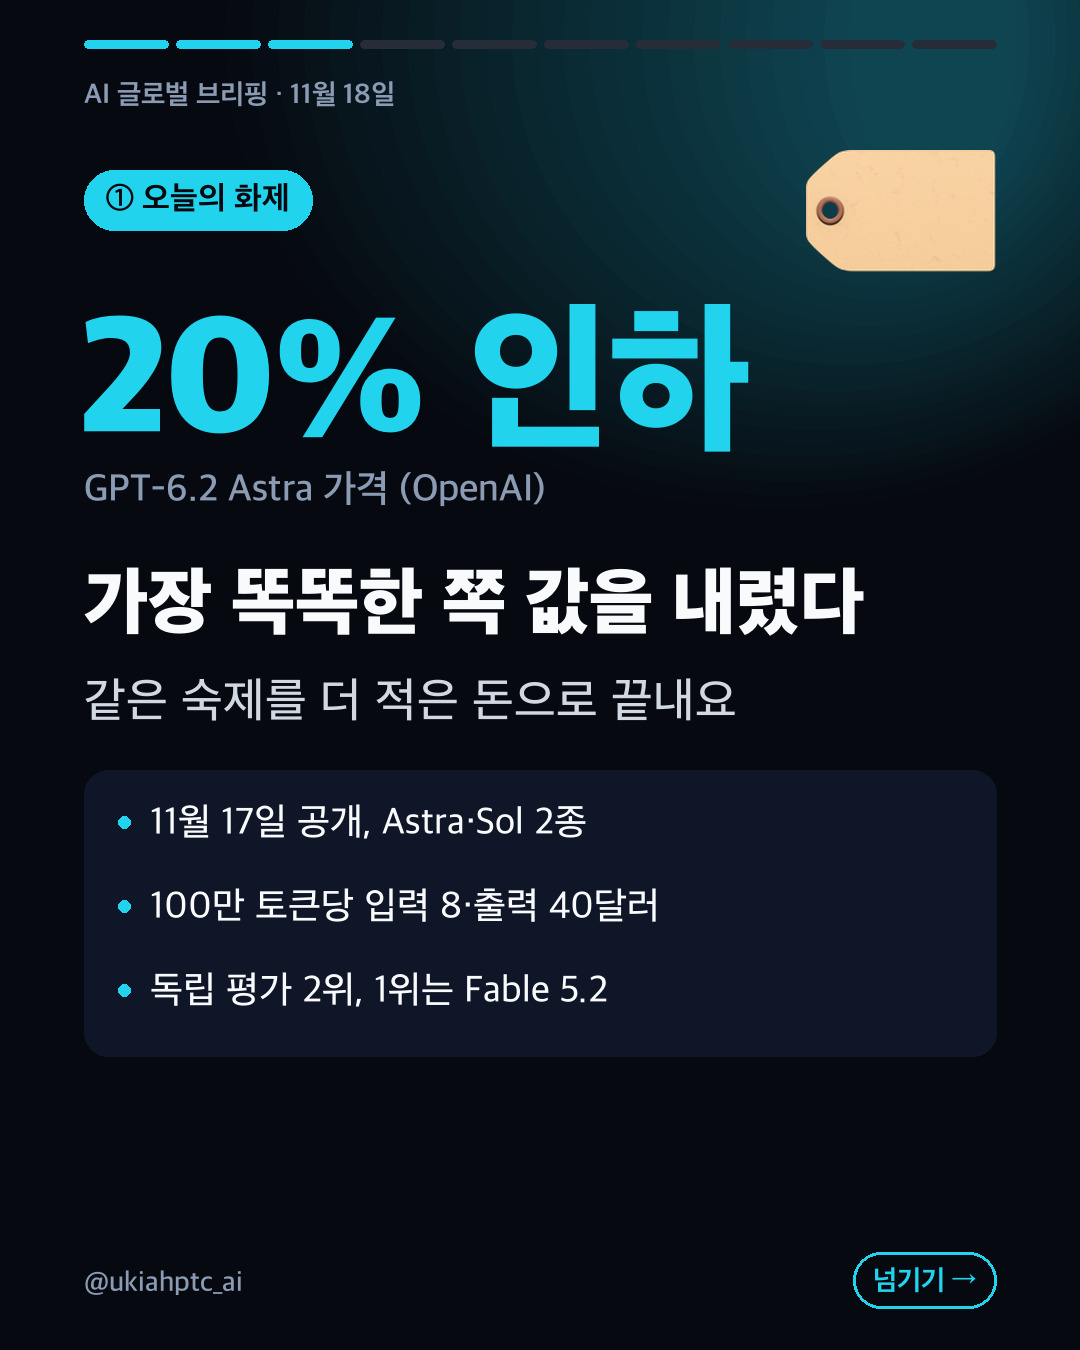 AI 글로벌 브리핑 · 11월 18일
① 오늘의 화제
20% 인하
GPT-6.2 Astra 가격 (OpenAI)
가장 똑똑한 쪽 값을 내렸다
같은 숙제를 더 적은 돈으로 끝내요
• 11월 17일 공개, Astra·Sol 2종
• 100만 토큰당 입력 8·출력 40달러
• 독립 평가 2위, 1위는 Fable 5.2
@ukiahptc_ai
넘기기 →